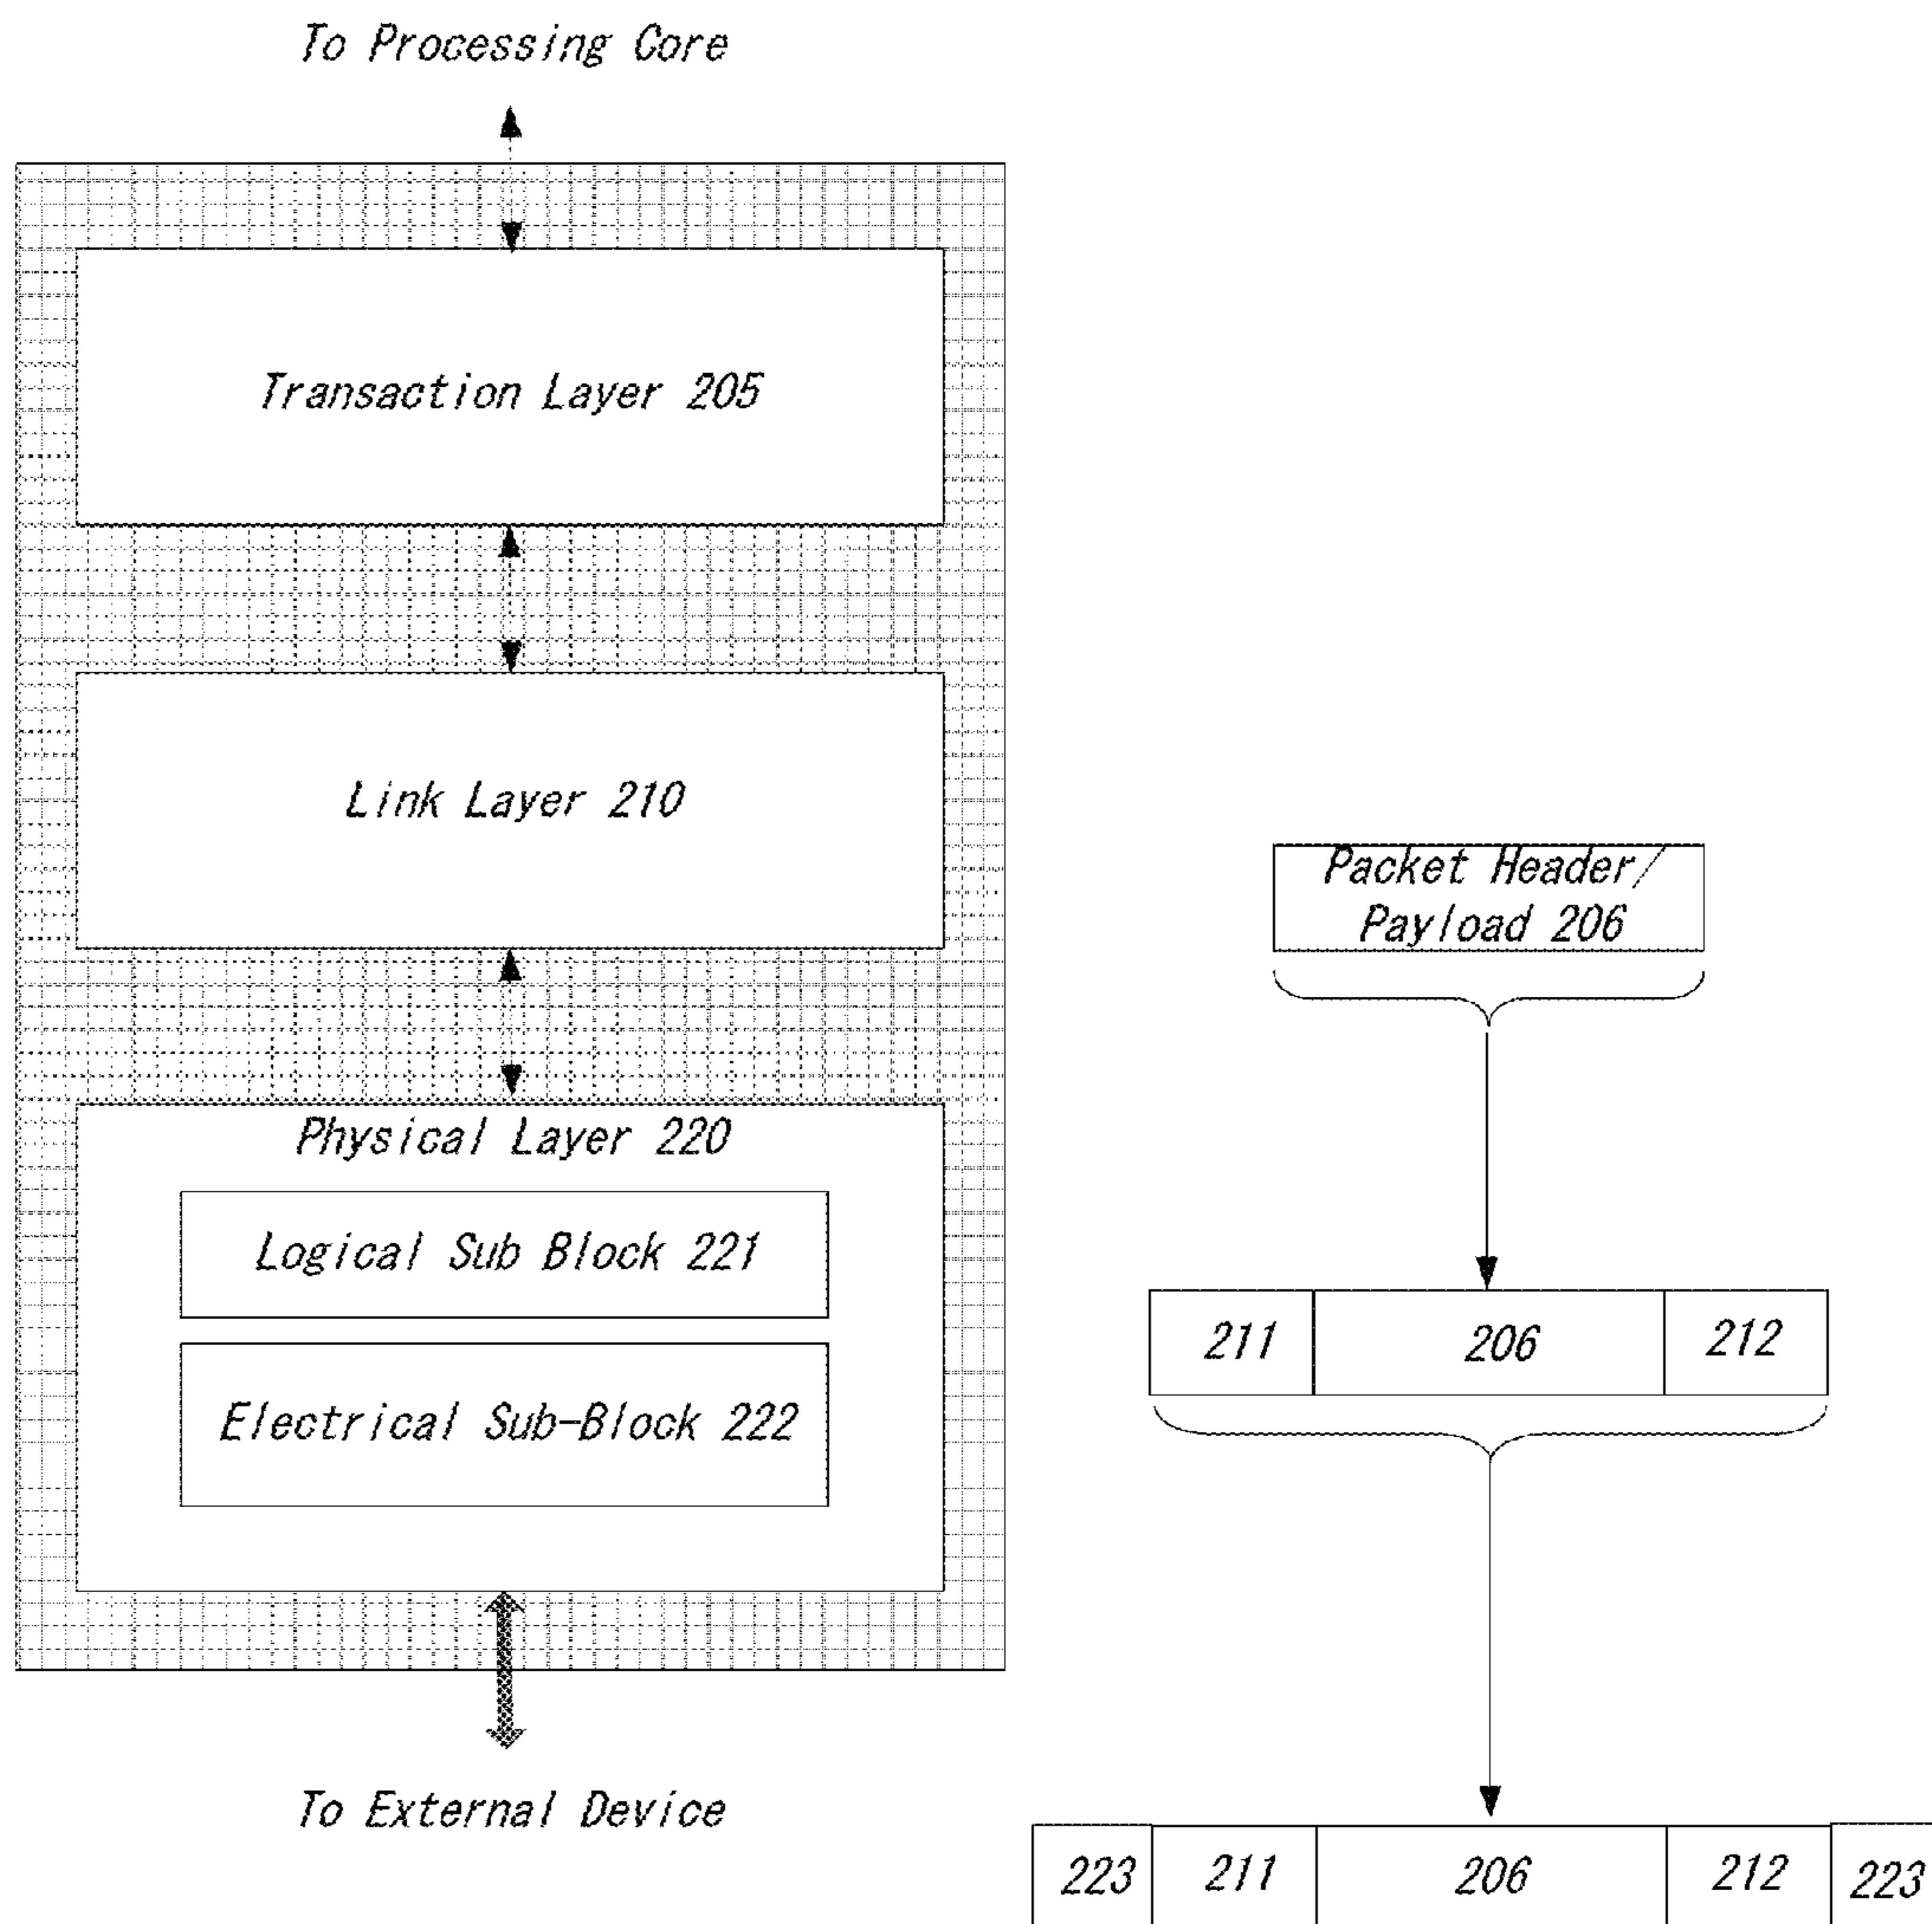 To Processing Core
Transaction Layer 205
Link Layer 210
Physical Layer 220
Logical Sub Block 221
Electrical Sub-Block 222
To External Device
Packet Header/
Payload 206
211 206 212
223 211 206 212 223